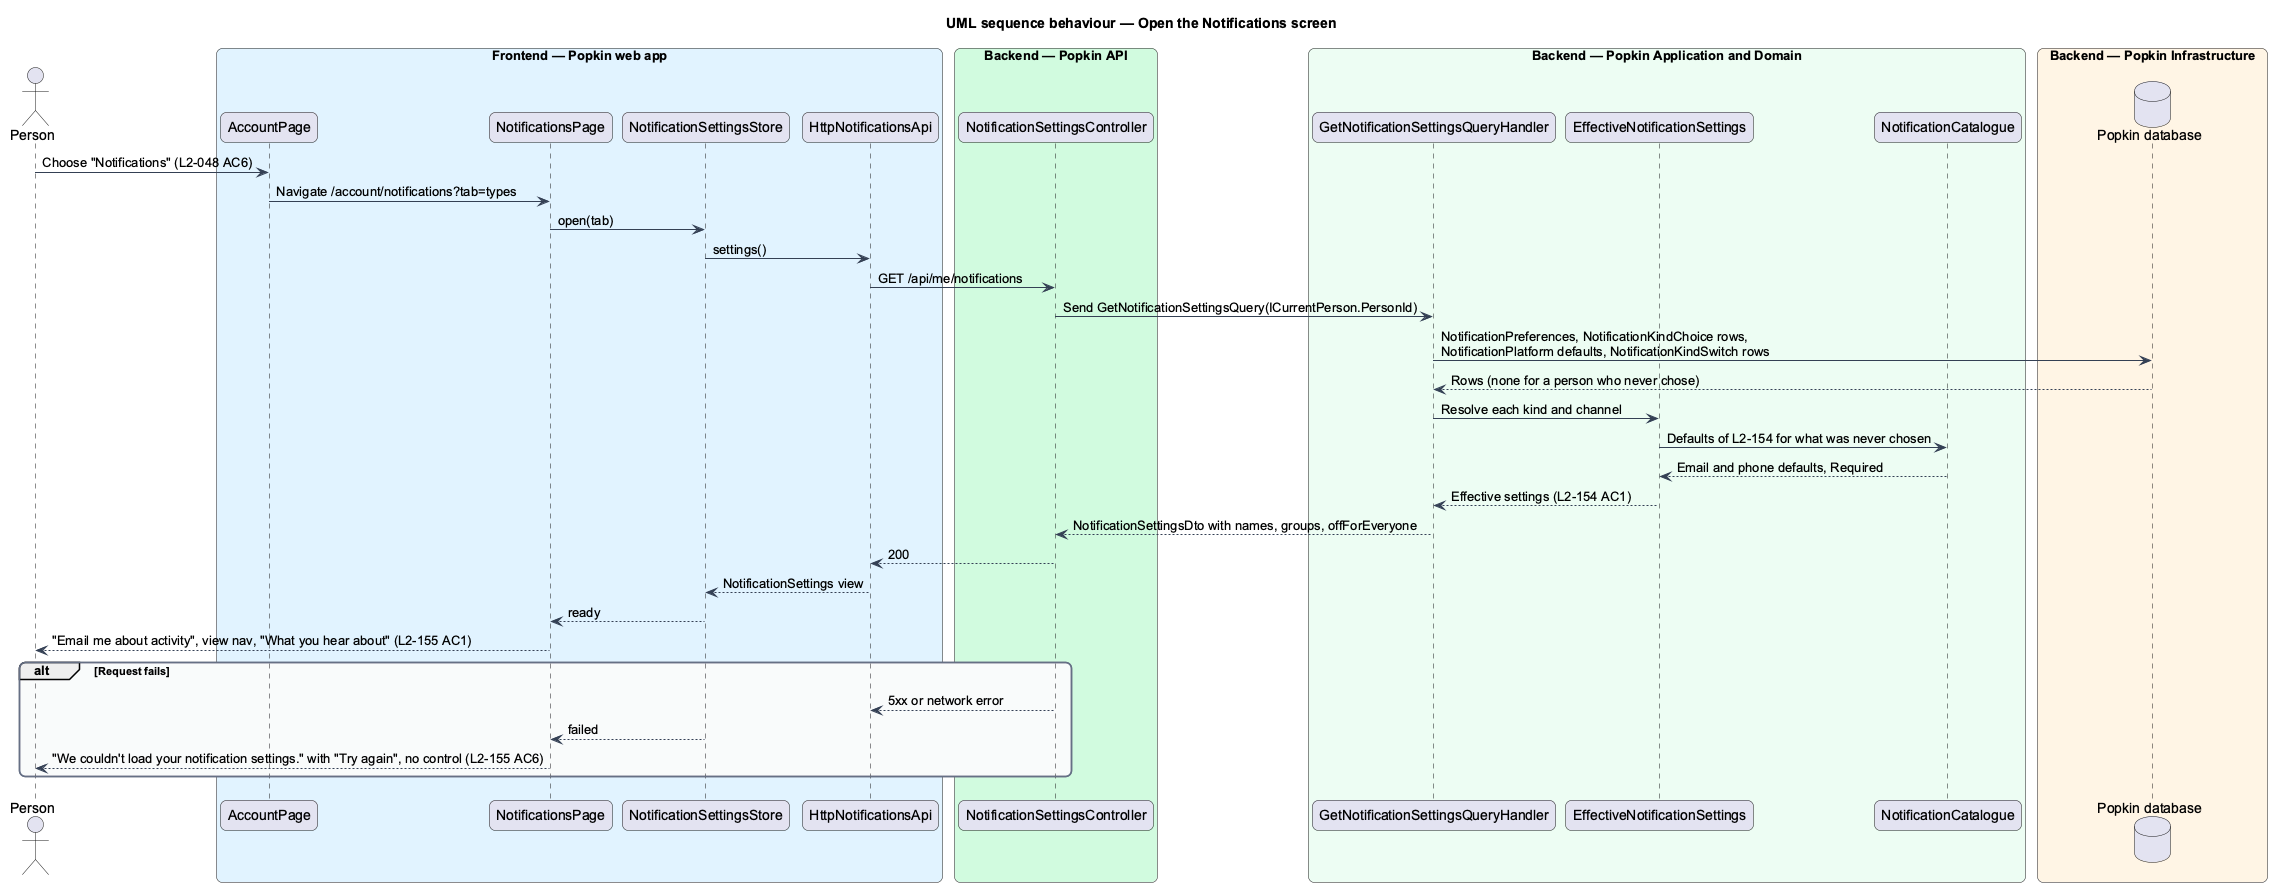 UML sequence behaviour — Open the Notifications screen
Frontend — Popkin web app
Backend — Popkin API
Backend — Popkin Application and Domain
Backend — Popkin Infrastructure
Person
AccountPage
NotificationsPage
NotificationSettingsStore
HttpNotificationsApi
NotificationSettingsController
GetNotificationSettingsQueryHandler
EffectiveNotificationSettings
NotificationCatalogue
Popkin database
Choose "Notifications" (L2-048 AC6)
Navigate /account/notifications?tab=types
open(tab)
settings()
GET /api/me/notifications
Send GetNotificationSettingsQuery(ICurrentPerson.PersonId)
NotificationPreferences, NotificationKindChoice rows,
NotificationPlatform defaults, NotificationKindSwitch rows
Rows (none for a person who never chose)
Resolve each kind and channel
Defaults of L2-154 for what was never chosen
Email and phone defaults, Required
Effective settings (L2-154 AC1)
NotificationSettingsDto with names, groups, offForEveryone
200
NotificationSettings view
ready
"Email me about activity", view nav, "What you hear about" (L2-155 AC1)
alt
[Request fails]
5xx or network error
failed
"We couldn't load your notification settings." with "Try again", no control (L2-155 AC6)
Person
AccountPage
NotificationsPage
NotificationSettingsStore
HttpNotificationsApi
NotificationSettingsController
GetNotificationSettingsQueryHandler
EffectiveNotificationSettings
NotificationCatalogue
Popkin database